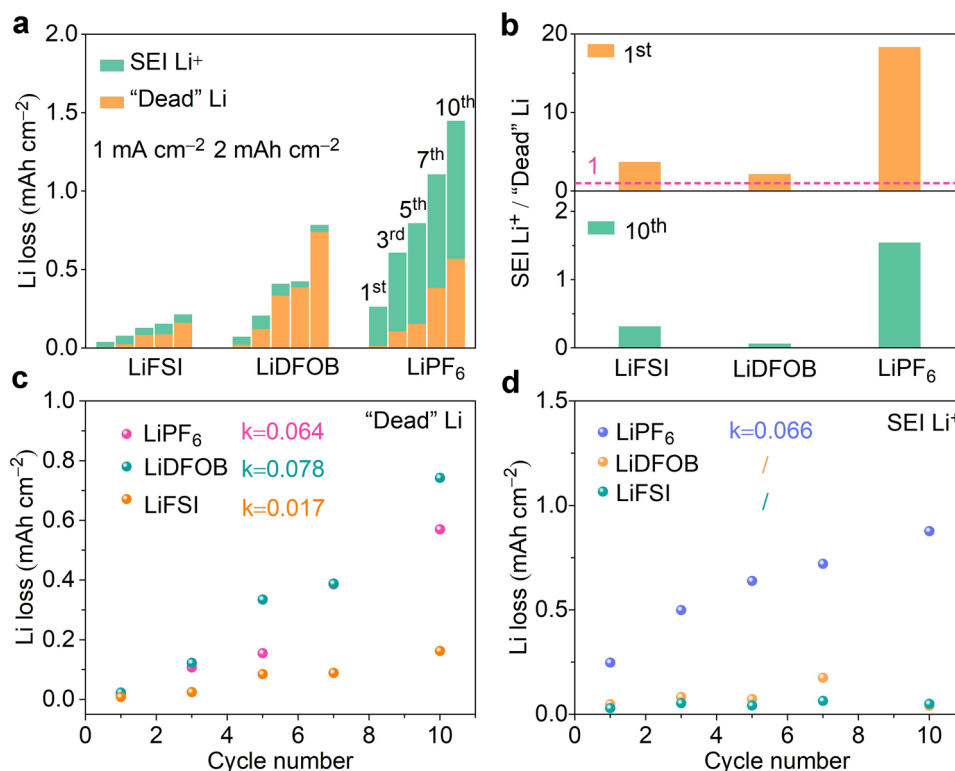 a
Li loss (mAh cm⁻²)
2.0
1.5
1.0
0.5
0.0
SEI Li⁺
“Dead” Li
1 mA cm⁻² 2 mAh cm⁻²
1st
3rd
5th
7th
10th
LiFSI LiDFOB LiPF₆
b
SEI Li⁺ / “Dead” Li
20
10
0
1st
1
2
1
0
10th
LiFSI LiDFOB LiPF₆
c
Li loss (mAh cm⁻²)
1.0
0.8
0.6
0.4
0.2
0.0
“Dead” Li
LiPF₆ k=0.064
LiDFOB k=0.078
LiFSI k=0.017
0 2 4 6 8 10
Cycle number
d
Li loss (mAh cm⁻²)
1.5
1.0
0.5
0.0
SEI Li⁺
LiPF₆ k=0.066
LiDFOB /
LiFSI /
0 2 4 6 8 10
Cycle number